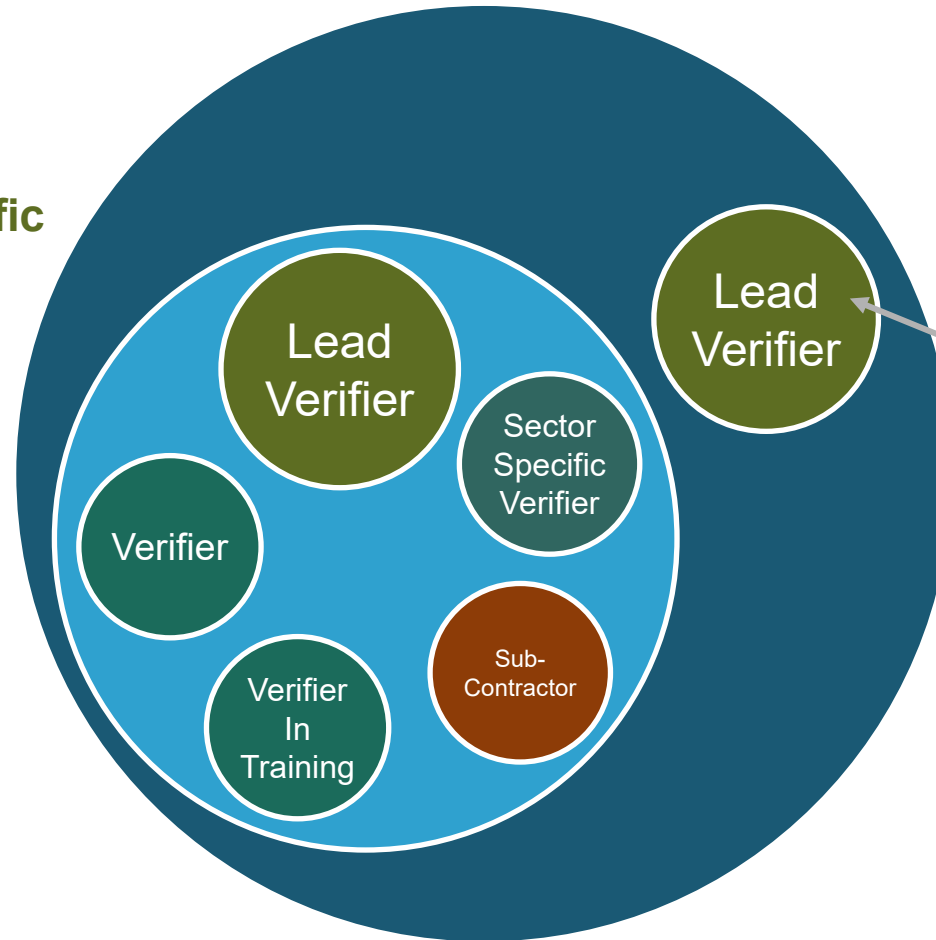 fic
Lead
Verifier
Lead
Verifier
Sector
Specific
Verifier
Verifier
Sub-
Contractor
Verifier
In
Training